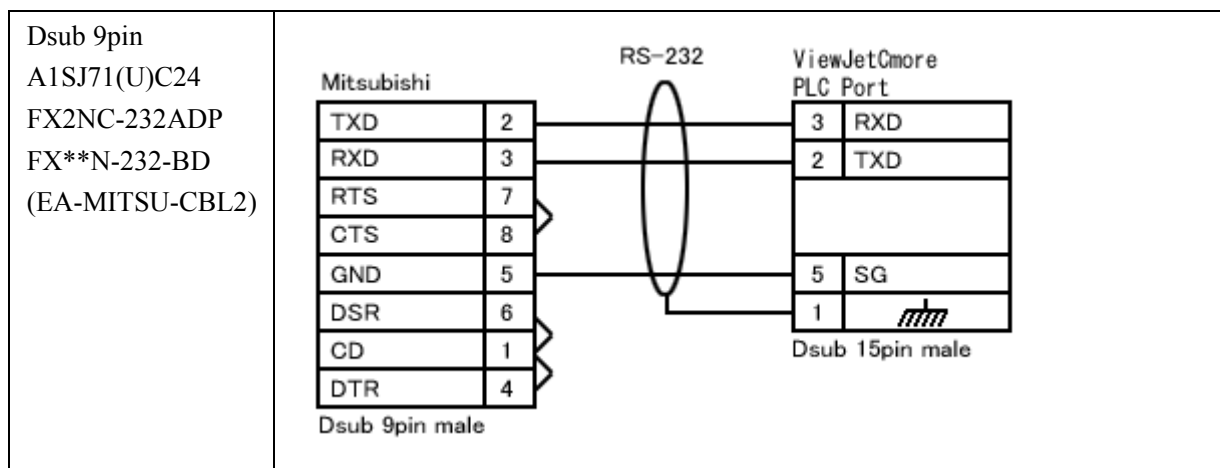 Dsub 9pin
A1SJ71(U)C24
FX2NC-232ADP
FX**N-232-BD
(EA-MITSU-CBL2)
RS-232
Mitsubishi
ViewJetCmore
PLC Port
TXD 2 3 RXD
RXD 3 2 TXD
RTS 7
CTS 8
GND 5 5 SG
DSR 6 1
CD 1
DTR 4
Dsub 15pin male
Dsub 9pin male